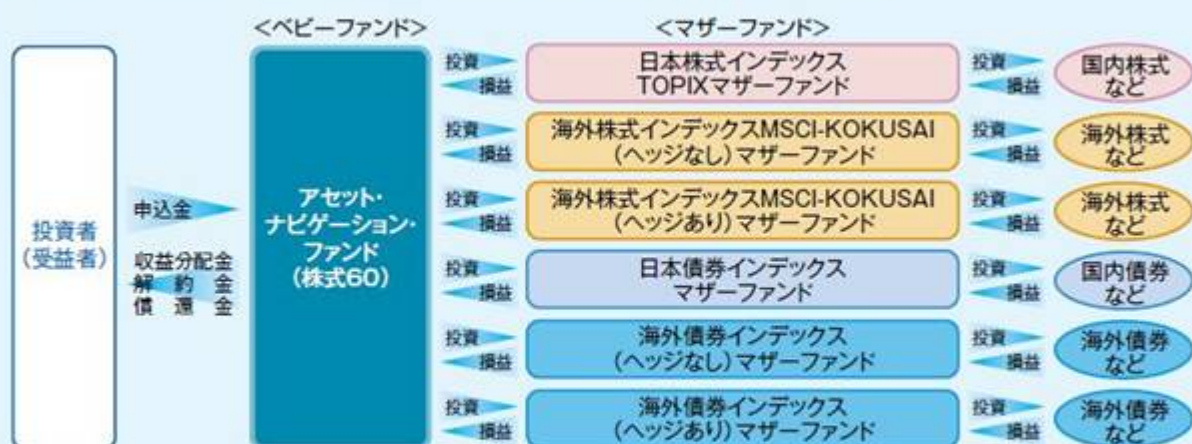 ＜ベビーファンド＞
＜マザーファンド＞
投資者
（受益者）
申込金
収益分配金
解約金
償還金
アセット・
ナビゲーション・
ファンド
（株式60）
投資
損益
日本株式インデックス
TOPIXマザーファンド
投資
損益
国内株式
など
投資
損益
海外株式インデックスMSCI-KOKUSAI
（ヘッジなし）マザーファンド
投資
損益
海外株式
など
投資
損益
海外株式インデックスMSCI-KOKUSAI
（ヘッジあり）マザーファンド
投資
損益
海外株式
など
投資
損益
日本債券インデックス
マザーファンド
投資
損益
国内債券
など
投資
損益
海外債券インデックス
（ヘッジなし）マザーファンド
投資
損益
海外債券
など
投資
損益
海外債券インデックス
（ヘッジあり）マザーファンド
投資
損益
海外債券
など